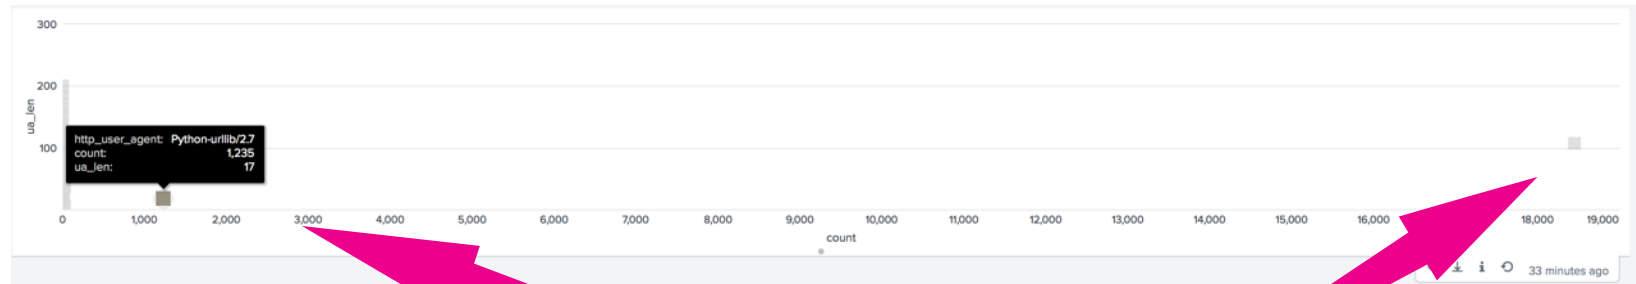 300
200
ua_len
http_user_agent: Python-urllib/2.7
count: 1,235
ua_len: 17
100
0 1,000 2,000 3,000 4,000 5,000 6,000 7,000 8,000 9,000 10,000 11,000 12,000 13,000 14,000 15,000 16,000 18,000 19,000
count
33 minutes ago